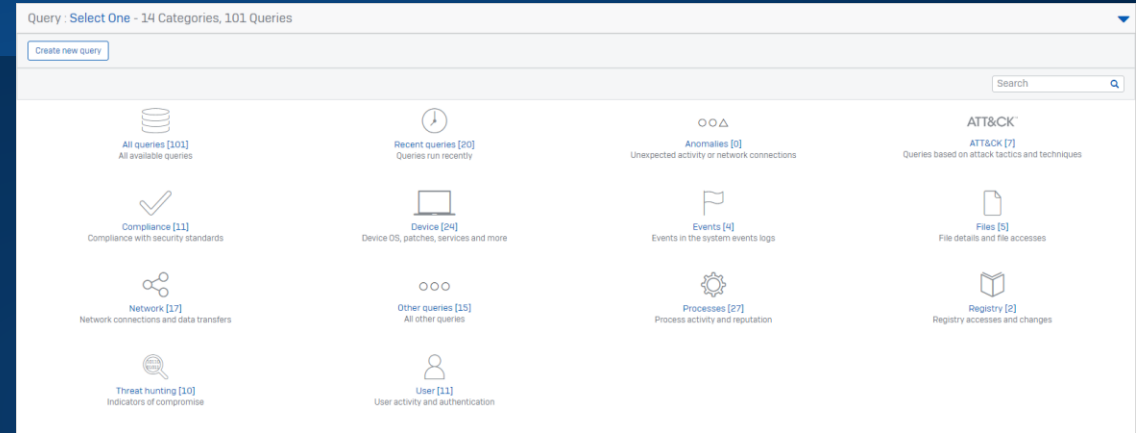 Query : Select One - 14 Categories, 101 Queries
Create new query
Search
ATT&CK™
All queries [101]
All available queries
Recent queries [20]
Queries run recently
Anomalies [0]
Unexpected activity or network connections
ATT&CK [7]
Queries based on attack tactics and techniques
Compliance [11]
Compliance with security standards
Device [24]
Device OS, patches, services and more
Events [4]
Events in the system events logs
Files [5]
File details and file accesses
Network [17]
Network connections and data transfers
Other queries [15]
All other queries
Processes [27]
Process activity and reputation
Registry [2]
Registry accesses and changes
Threat hunting [10]
Indicators of compromise
User [11]
User activity and authentication